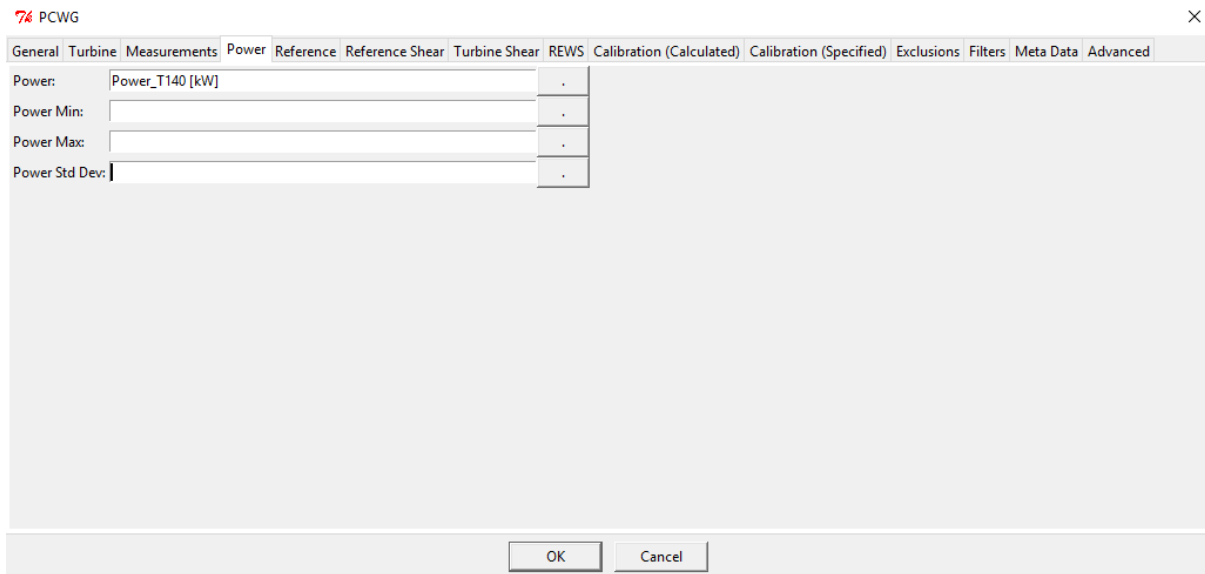 PCWG
General Turbine Measurements Power Reference Reference Shear Turbine Shear REWS Calibration (Calculated) Calibration (Specified) Exclusions Filters Meta Data Advanced
Power: Power_T140 [kW] .
Power Min: .
Power Max: .
Power Std Dev: .
OK Cancel